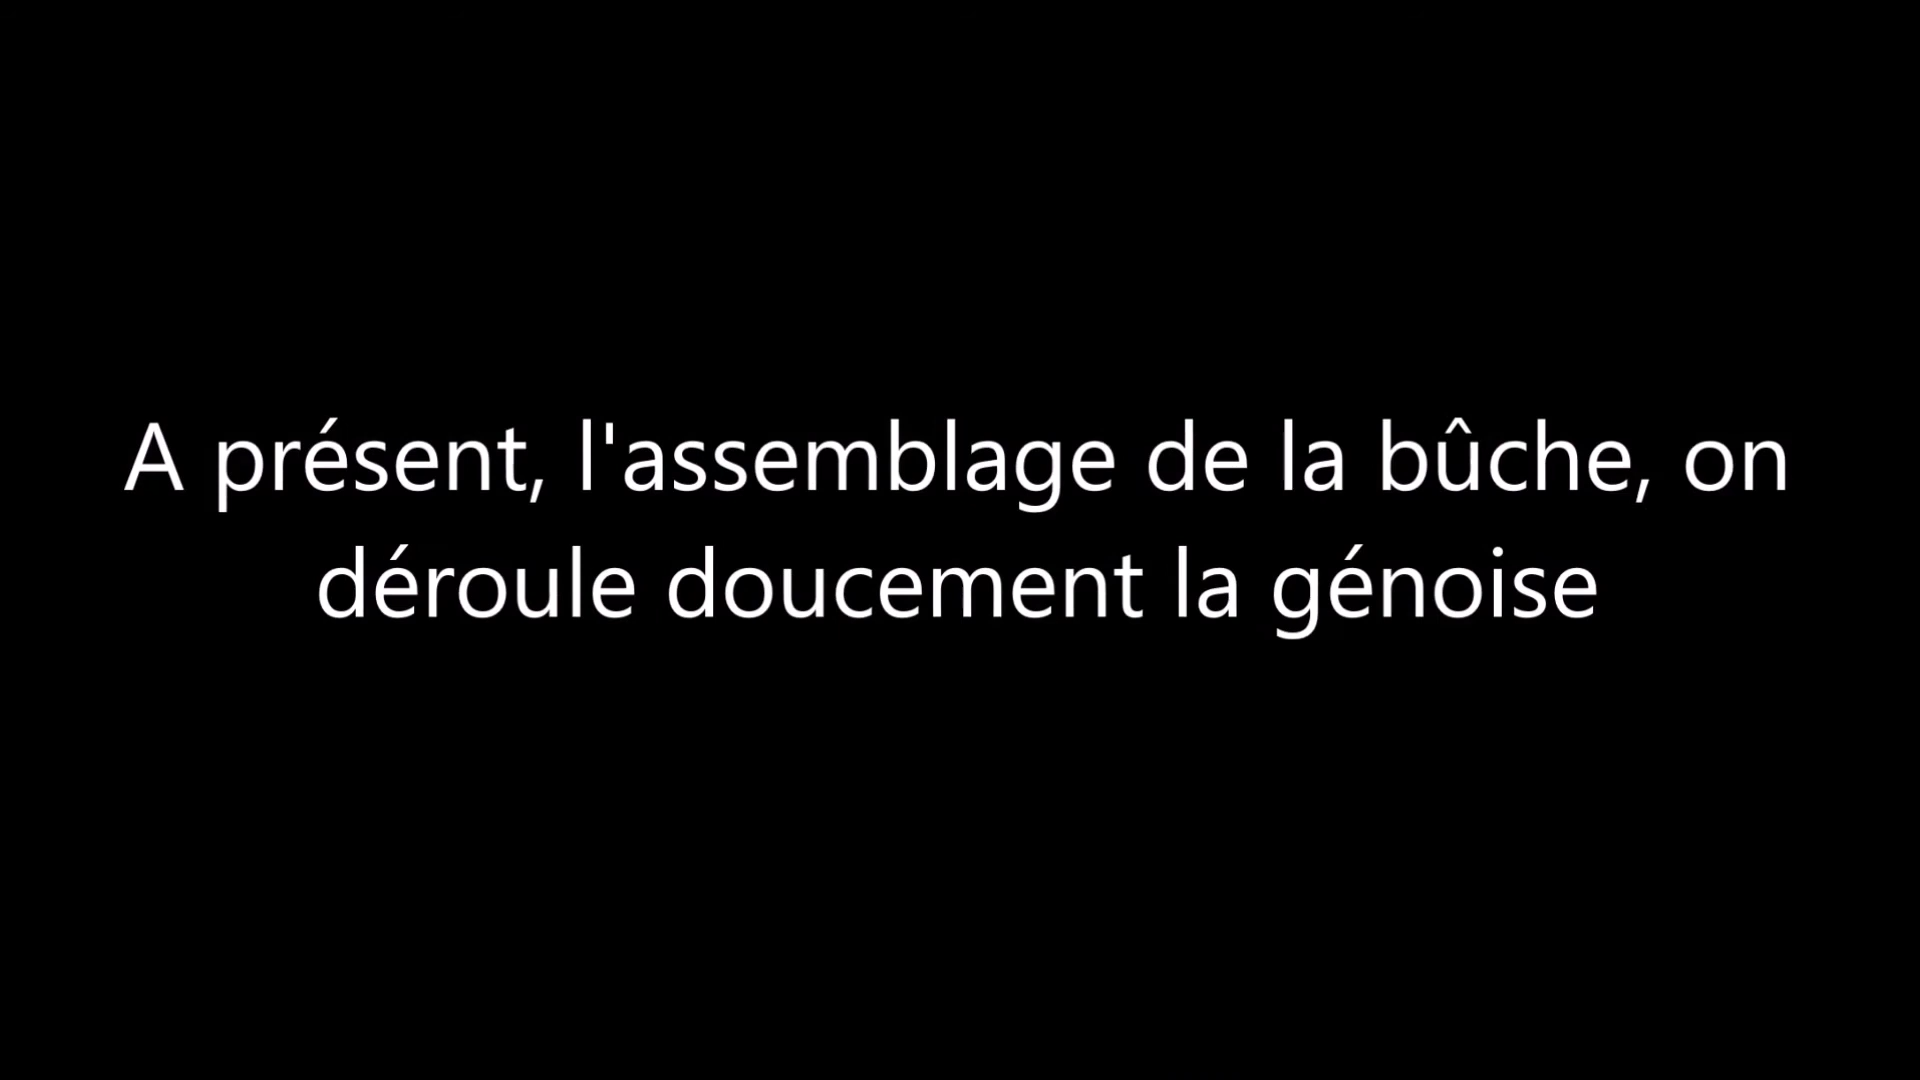 A présent, l'assemblage de la bûche, on
déroule doucement la génoise